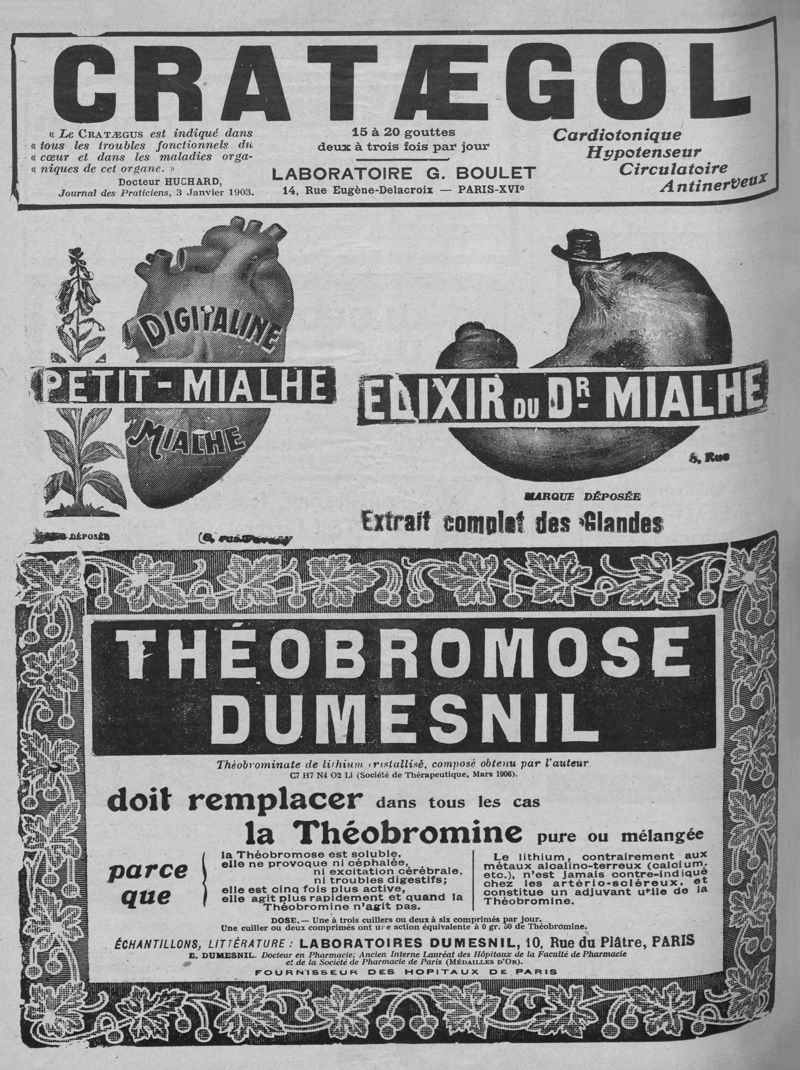 CRATÆGOL
« Le CRATÆGUS est indiqué dans
« tous les troubles fonctionnels du
« cœur et dans les maladies orga-
« niques de cet organe. »
Docteur HUCHARD,
Journal des Praticiens, 3 Janvier 1903.
15 à 20 gouttes
deux à trois fois par jour
LABORATOIRE G. BOULET
14, Rue Eugène-Delacroix — PARIS-XVIe
Cardiotonique
Hypotenseur
Circulatoire
Antinerveux
DIGITALINE
PETIT-MIALHE
MIALHE
DÉPOSÉE
8, rue
ELIXIR DU DR MIALHE
8, Rue
MARQUE DÉPOSÉE
Extrait complet des Glandes
THÉOBROMOSE
DUMESNIL
Théobrominate de lithium cristallisé, composé obtenu par l'auteur
C7 H7 N4 O2 Li (Société de Thérapeutique, Mars 1906).
doit remplacer dans tous les cas
la Théobromine pure ou mélangée
parce
que
la Théobromose est soluble,
elle ne provoque ni céphalée,
ni excitation cérébrale,
ni troubles digestifs;
elle est cinq fois plus active,
elle agit plus rapidement et quand la
Théobromine n'agit pas.
Le lithium, contrairement aux
métaux alcalino-terreux (calcium,
etc.), n'est jamais contre-indiqué
chez les artério-scléreux, et
constitue un adjuvant utile de la
Théobromine.
DOSE. — Une à trois cuillers ou deux à six comprimés par jour.
Une cuiller ou deux comprimés ont une action équivalente à 0 gr. 50 de Théobromine.
ÉCHANTILLONS, LITTÉRATURE : LABORATOIRES DUMESNIL, 10, Rue du Plâtre, PARIS
E. DUMESNIL. Docteur en Pharmacie; Ancien Interne Lauréat des Hôpitaux de la Faculté de Pharmacie
et de la Société de Pharmacie de Paris (MÉDAILLES D'OR).
FOURNISSEUR DES HOPITAUX DE PARIS